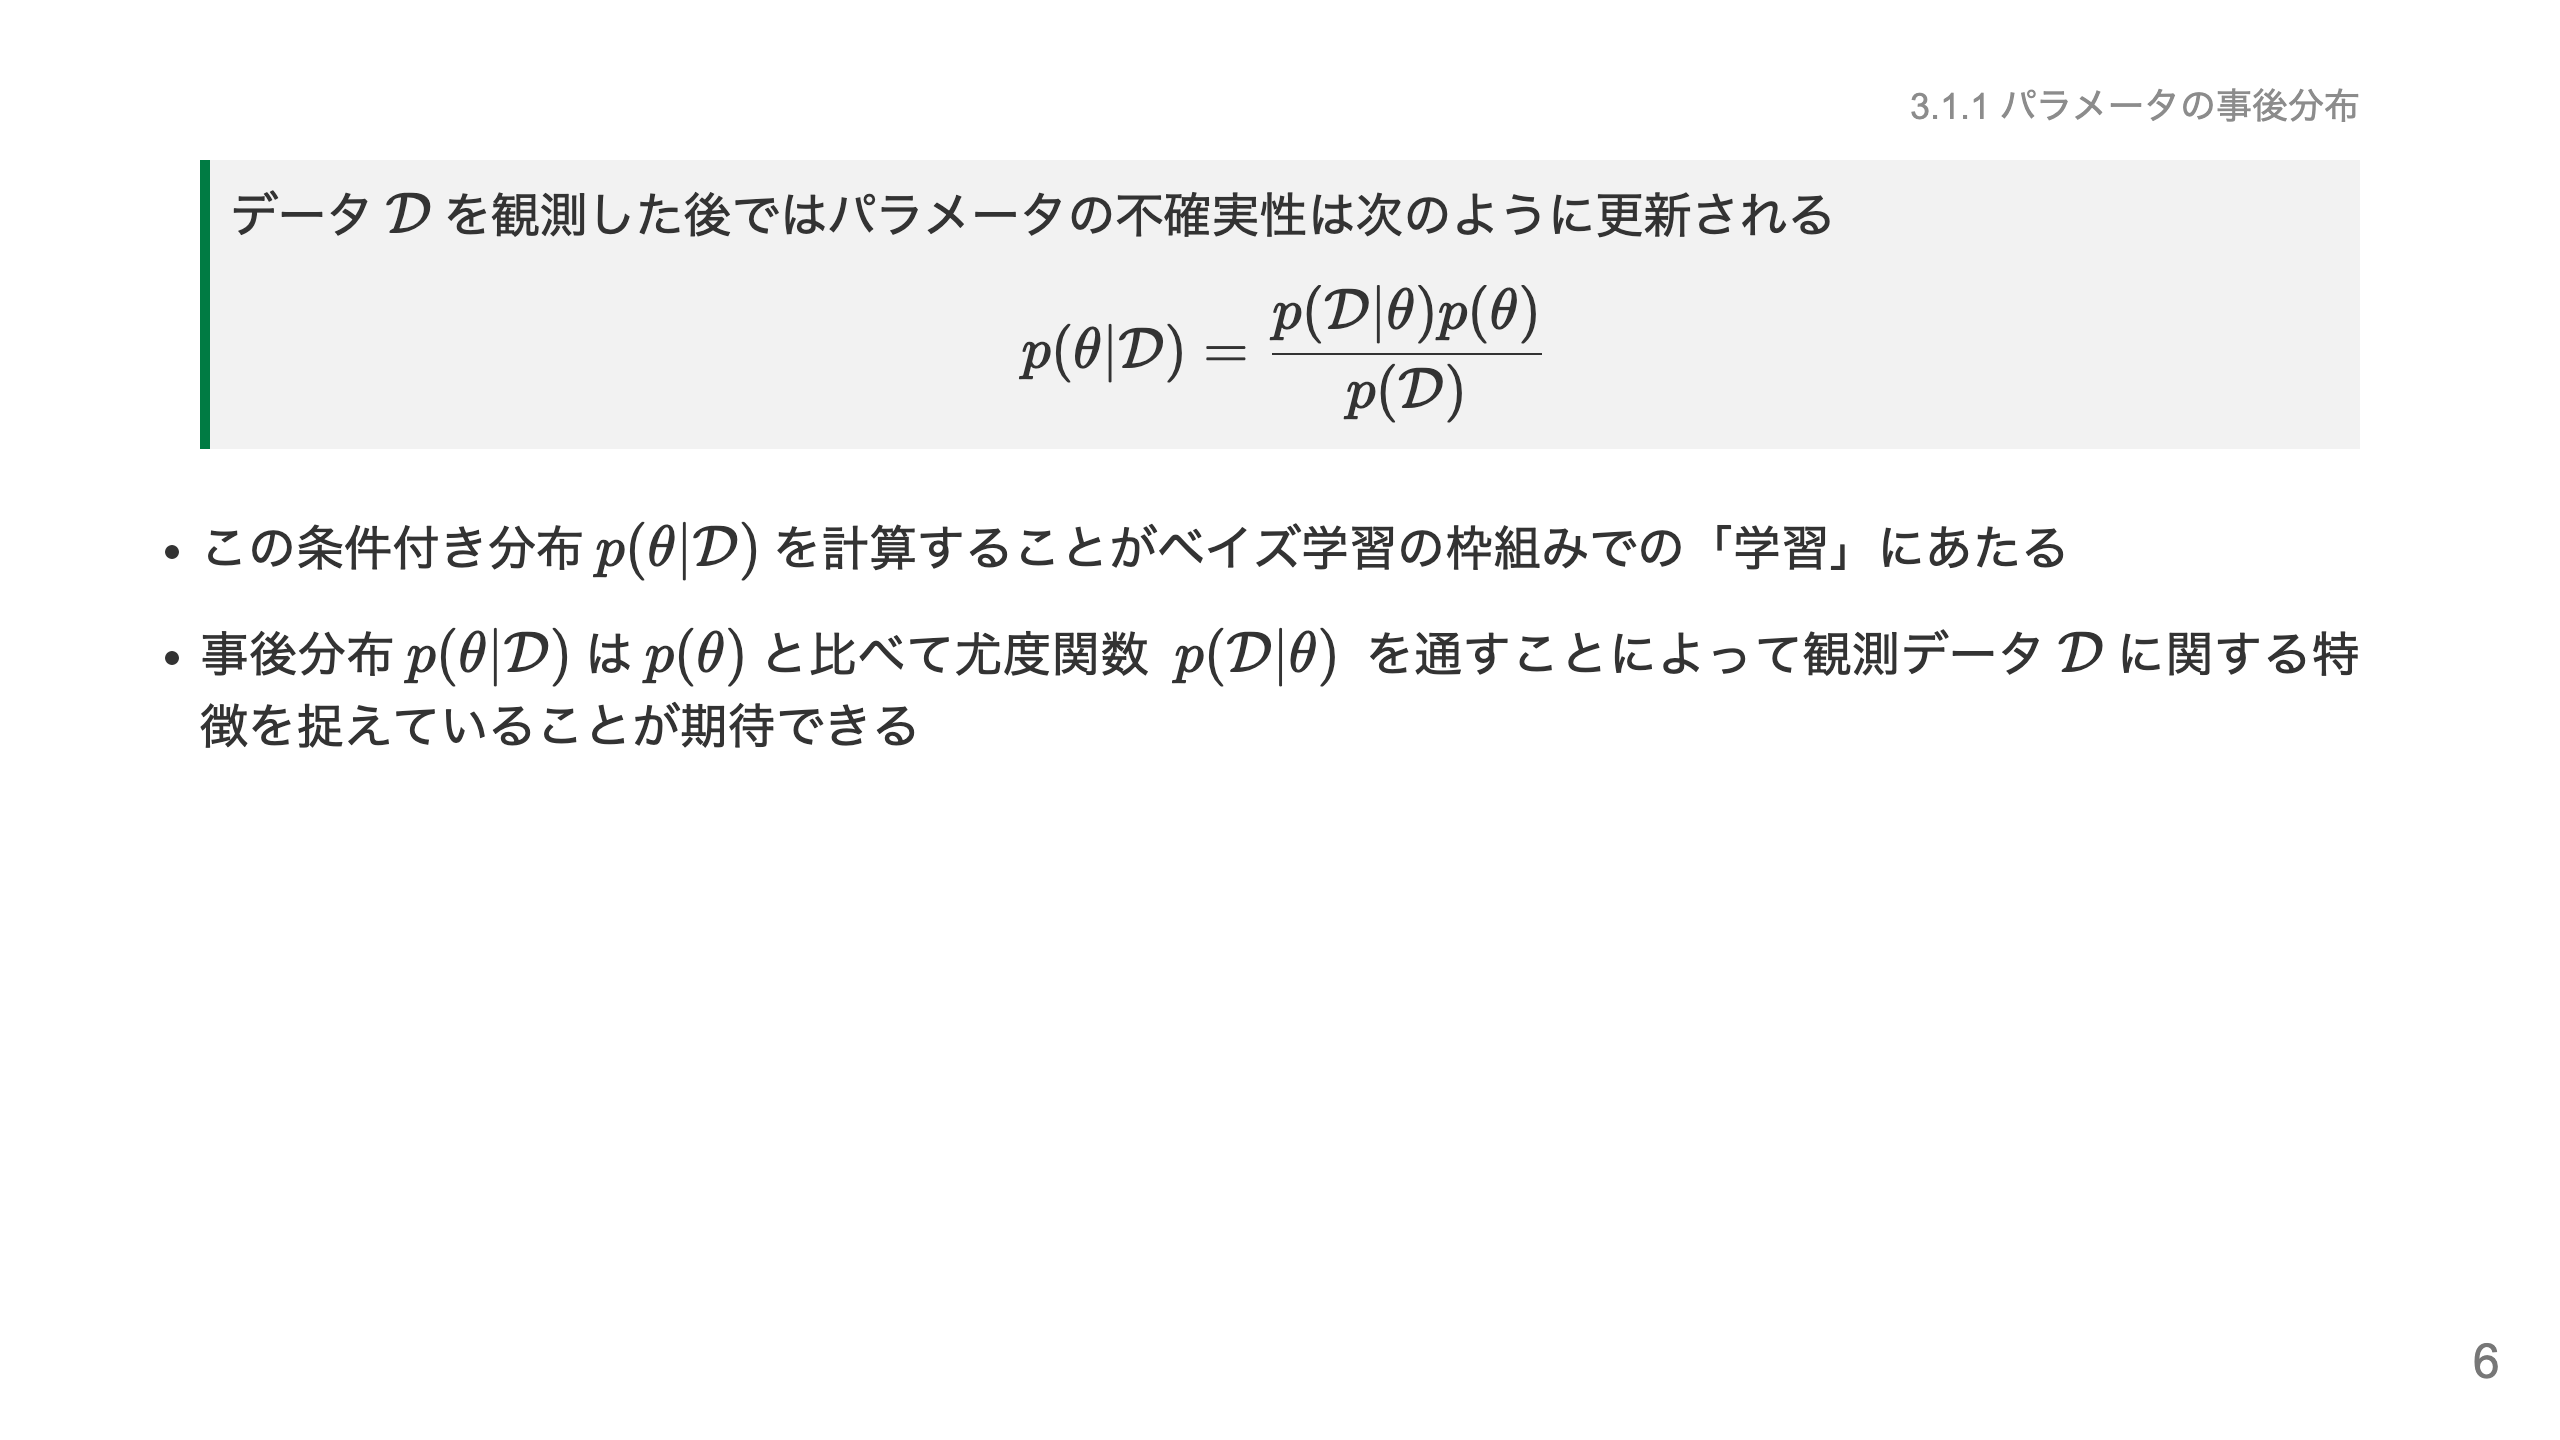 3.1.1 パラメータの事後分布
データ 𝒟 を観測した後ではパラメータの不確実性は次のように更新される
p(θ|𝒟) = p(𝒟|θ)p(θ) / p(𝒟)
• この条件付き分布 p(θ|𝒟) を計算することがベイズ学習の枠組みでの「学習」にあたる
• 事後分布 p(θ|𝒟) は p(θ) と比べて尤度関数 p(𝒟|θ) を通すことによって観測データ 𝒟 に関する特
徴を捉えていることが期待できる
6